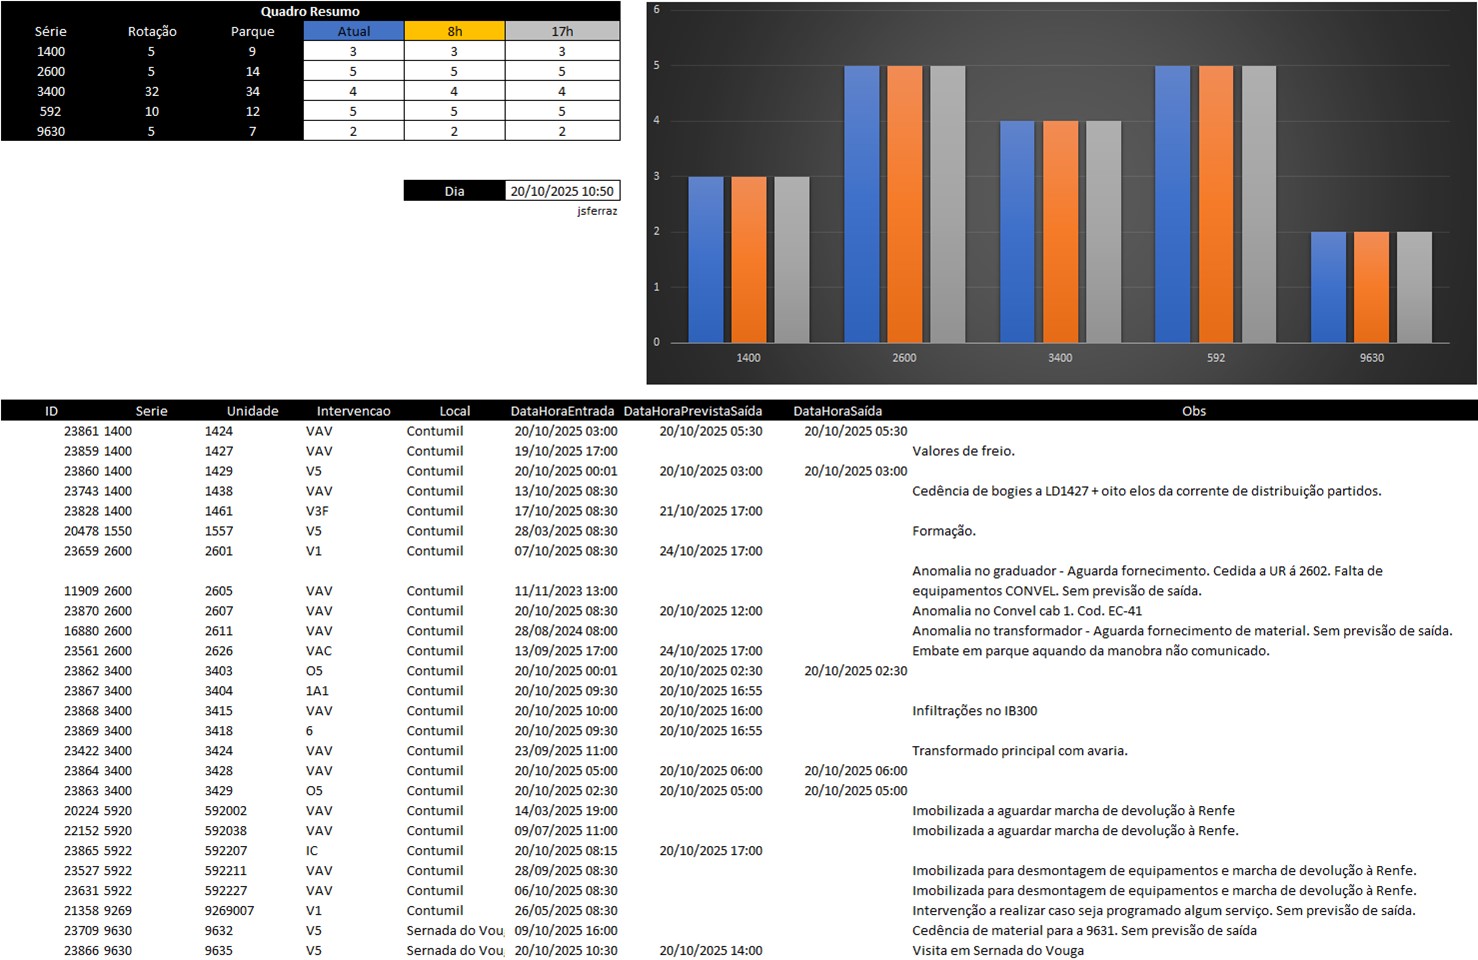 Quadro Resumo
Série Rotação Parque Atual 8h 17h
1400 5 9 3 3 3
2600 5 14 5 5 5
3400 32 34 4 4 4
592 10 12 5 5 5
9630 5 7 2 2 2
Dia 20/10/2025 10:50
jsferraz
6
5
4
3
2
1
0
1400 2600 3400 592 9630
ID Serie Unidade Intervencao Local DataHoraEntrada DataHoraPrevistaSaída DataHoraSaída Obs
23861 1400 1424 VAV Contumil 20/10/2025 03:00 20/10/2025 05:30 20/10/2025 05:30
23859 1400 1427 VAV Contumil 19/10/2025 17:00 Valores de freio.
23860 1400 1429 V5 Contumil 20/10/2025 00:01 20/10/2025 03:00 20/10/2025 03:00
23743 1400 1438 VAV Contumil 13/10/2025 08:30 Cedência de bogies a LD1427 + oito elos da corrente de distribuição partidos.
23828 1400 1461 V3F Contumil 17/10/2025 08:30 21/10/2025 17:00
20478 1550 1557 V5 Contumil 28/03/2025 08:30 Formação.
23659 2600 2601 V1 Contumil 07/10/2025 08:30 24/10/2025 17:00
Anomalia no graduador - Aguarda fornecimento. Cedida a UR á 2602. Falta de
11909 2600 2605 VAV Contumil 11/11/2023 13:00 equipamentos CONVEL. Sem previsão de saída.
23870 2600 2607 VAV Contumil 20/10/2025 08:30 20/10/2025 12:00 Anomalia no Convel cab 1. Cod. EC-41
16880 2600 2611 VAV Contumil 28/08/2024 08:00 Anomalia no transformador - Aguarda fornecimento de material. Sem previsão de saída.
23561 2600 2626 VAC Contumil 13/09/2025 17:00 24/10/2025 17:00 Embate em parque aquando da manobra não comunicado.
23862 3400 3403 O5 Contumil 20/10/2025 00:01 20/10/2025 02:30 20/10/2025 02:30
23867 3400 3404 1A1 Contumil 20/10/2025 09:30 20/10/2025 16:55
23868 3400 3415 VAV Contumil 20/10/2025 10:00 20/10/2025 16:00 Infiltrações no IB300
23869 3400 3418 6 Contumil 20/10/2025 09:30 20/10/2025 16:55
23422 3400 3424 VAV Contumil 23/09/2025 11:00 Transformado principal com avaria.
23864 3400 3428 VAV Contumil 20/10/2025 05:00 20/10/2025 06:00 20/10/2025 06:00
23863 3400 3429 O5 Contumil 20/10/2025 02:30 20/10/2025 05:00 20/10/2025 05:00
20224 5920 592002 VAV Contumil 14/03/2025 19:00 Imobilizada a aguardar marcha de devolução à Renfe
22152 5920 592038 VAV Contumil 09/07/2025 11:00 Imobilizada a aguardar marcha de devolução à Renfe.
23865 5922 592207 IC Contumil 20/10/2025 08:15 20/10/2025 17:00
23527 5922 592211 VAV Contumil 28/09/2025 08:30 Imobilizada para desmontagem de equipamentos e marcha de devolução à Renfe.
23631 5922 592227 VAV Contumil 06/10/2025 08:30 Imobilizada para desmontagem de equipamentos e marcha de devolução à Renfe.
21358 9269 9269007 V1 Contumil 26/05/2025 08:30 Intervenção a realizar caso seja programado algum serviço. Sem previsão de saída.
23709 9630 9632 V5 Sernada do Voug 09/10/2025 16:00 Cedência de material para a 9631. Sem previsão de saída
23866 9630 9635 V5 Sernada do Voug 20/10/2025 10:30 20/10/2025 14:00 Visita em Sernada do Vouga